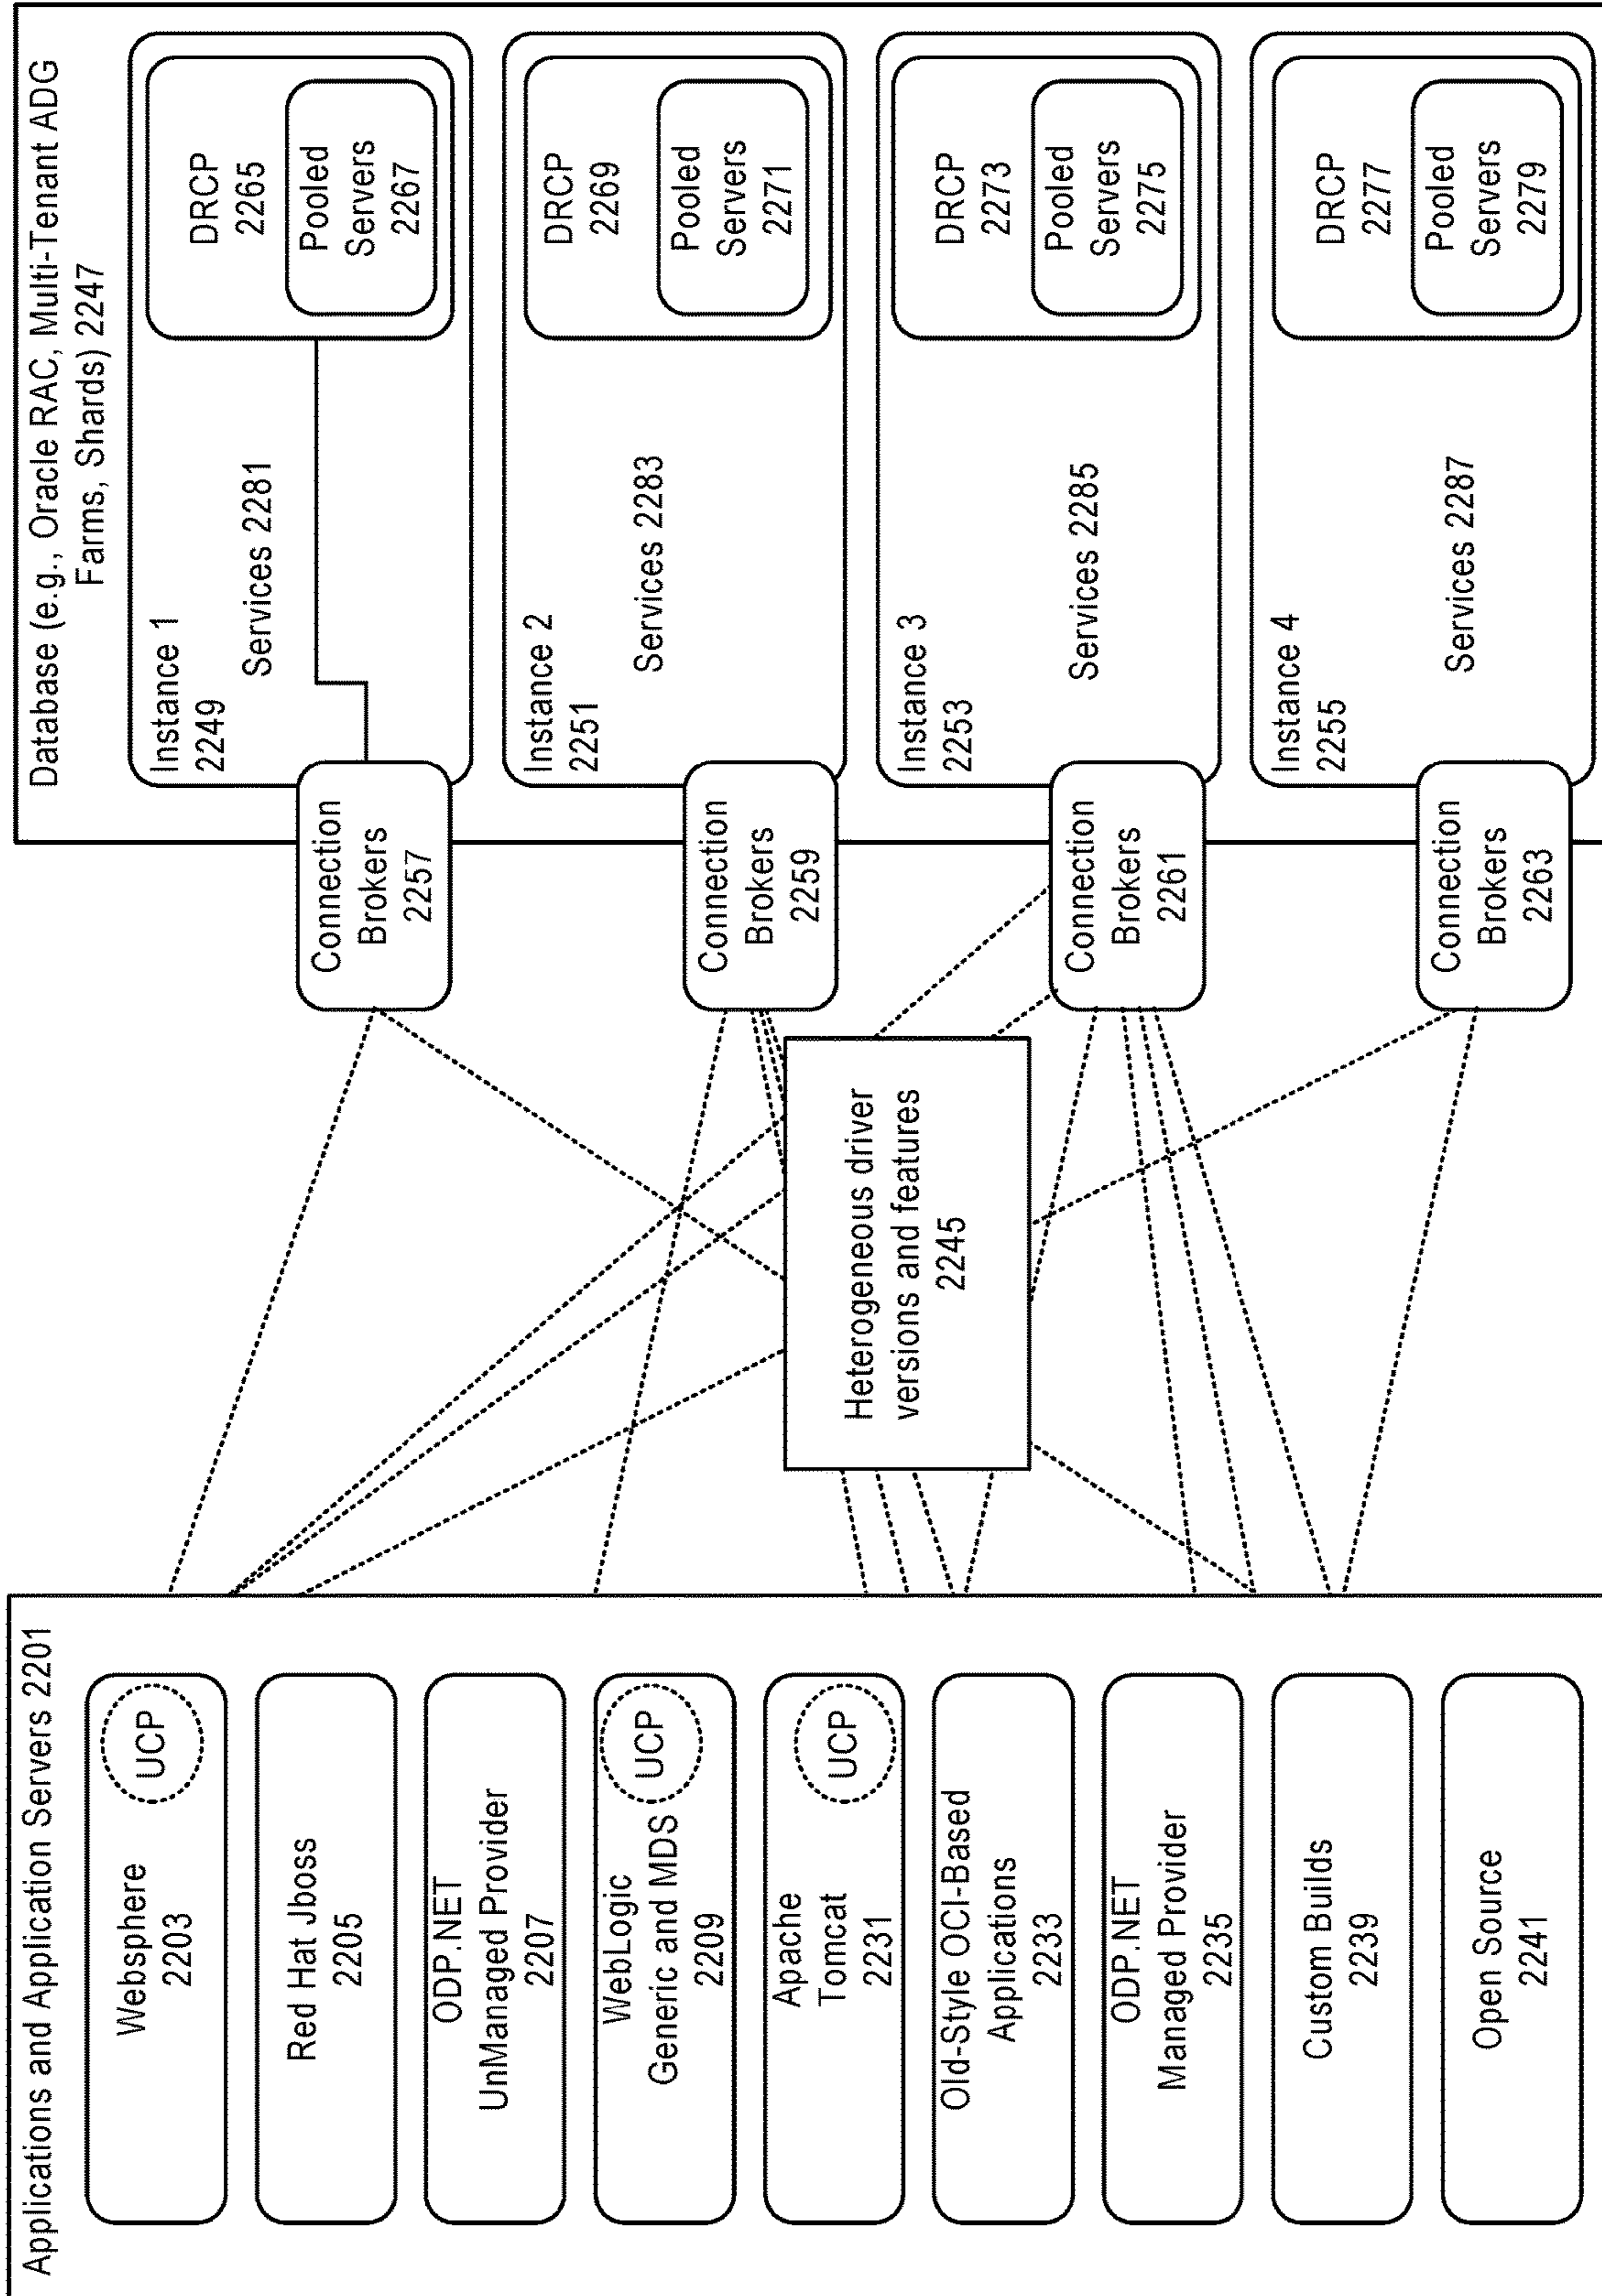 Applications and Application Servers 2201
Websphere
2203
UCP
Red Hat Jboss
2205
ODP.NET
UnManaged Provider
2207
WebLogic
Generic and MDS
2209
UCP
Apache
Tomcat
2231
UCP
Old-Style OCI-Based
Applications
2233
ODP.NET
Managed Provider
2235
Custom Builds
2239
Open Source
2241
Heterogeneous driver
versions and features
2245
Database (e.g., Oracle RAC, Multi-Tenant ADG
Farms, Shards) 2247
Connection
Brokers
2257
Instance 1
2249
Services 2281
DRCP
2265
Pooled
Servers
2267
Connection
Brokers
2259
Instance 2
2251
Services 2283
DRCP
2269
Pooled
Servers
2271
Connection
Brokers
2261
Instance 3
2253
Services 2285
DRCP
2273
Pooled
Servers
2275
Connection
Brokers
2263
Instance 4
2255
Services 2287
DRCP
2277
Pooled
Servers
2279